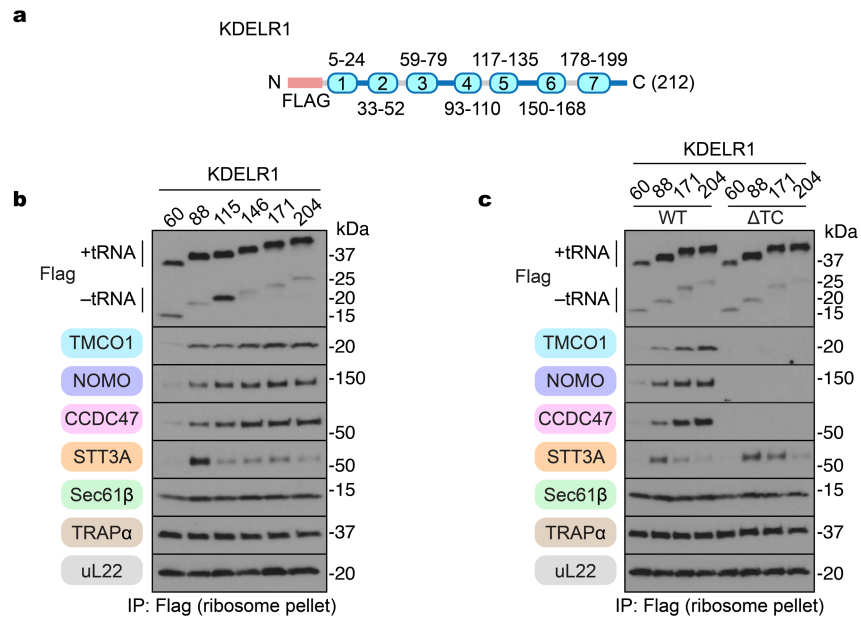 a
KDELR1
5-24 59-79 117-135 178-199
N 1 2 3 4 5 6 7 C (212)
FLAG
33-52 93-110 150-168
b
KDELR1
60 88 115 146 171 204
kDa
+tRNA
Flag
–tRNA
-37
-25
-20
-15
TMCO1 -20
NOMO -150
CCDC47
-50
STT3A -50
Sec61β -15
TRAPα -37
uL22 -20
IP: Flag (ribosome pellet)
c
KDELR1
60 88 171 204 60 88 171 204
WT ΔTC
kDa
+tRNA
Flag
–tRNA
-37
-25
-20
-15
TMCO1 -20
NOMO -150
CCDC47
-50
STT3A -50
Sec61β -15
TRAPα -37
uL22 -20
IP: Flag (ribosome pellet)